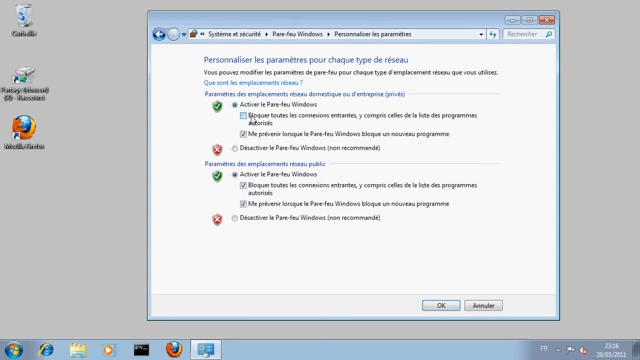 Corbeille
Système et sécurité
Pare-feu Windows
Personnaliser les paramètres
Rechercher
Personnaliser les paramètres pour chaque type de réseau
Vous pouvez modifier les paramètres de pare-feu pour chaque type d'emplacement réseau que vous utilisez.
Que sont les emplacements réseau ?
Paramètres des emplacements réseau domestique ou d'entreprise (privés)
Activer le Pare-feu Windows
Bloquer toutes les connexions entrantes, y compris celles de la liste des programmes
autorisés
Me prévenir lorsque le Pare-feu Windows bloque un nouveau programme
Désactiver le Pare-feu Windows (non recommandé)
Paramètres des emplacements réseau public
Activer le Pare-feu Windows
Bloquer toutes les connexions entrantes, y compris celles de la liste des programmes
autorisés
Me prévenir lorsque le Pare-feu Windows bloque un nouveau programme
Désactiver le Pare-feu Windows (non recommandé)
OK
Annuler
Partage
(X) - Raccourci
Mozilla Firefox
FR
23:16
29/05/2011